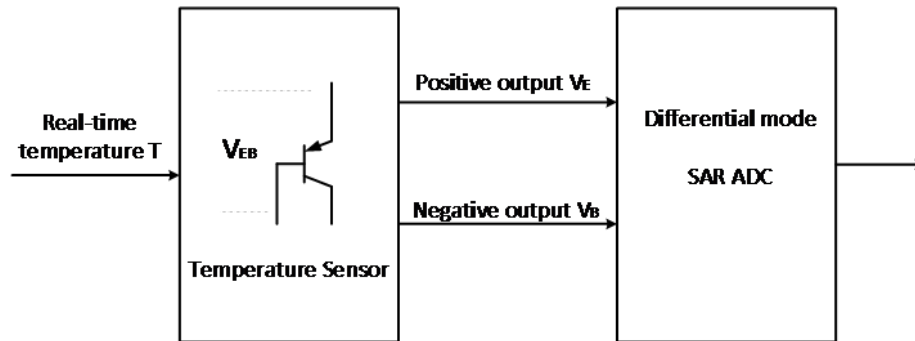 Real-time
temperature T
VEB
Temperature Sensor
Positive output VE
Negative output VB
Differential mode
SAR ADC